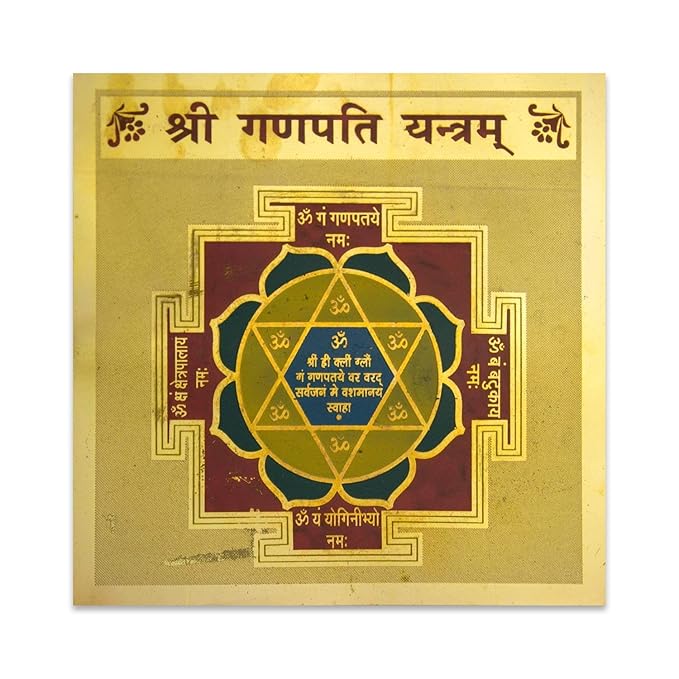 श्री गणपति यन्त्रम्
ॐ गं गणपतये
नमः
ॐ
ॐ
ॐ
ॐ
श्री ह्री क्ली ग्लौं
गं गणपतये वर वरद्
सर्वजनं मे वशमानय
स्वाहा
ॐ
ॐ
ॐ
ॐ क्ष क्षेत्रपालाय
नमः
ॐ बं बटुकाय
नमः
ॐ यं योगिनीभ्यो
नमः